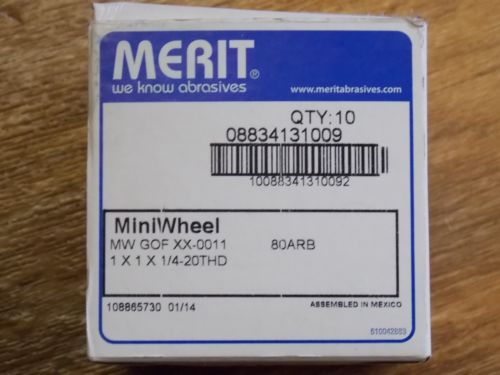 MERIT®
we know abrasives
www.meritabrasives.com
QTY:10
08834131009
10088341310092
MiniWheel
MW GOF XX-0011 80ARB
1 X 1 X 1/4-20THD
108865730 01/14
ASSEMBLED IN MEXICO